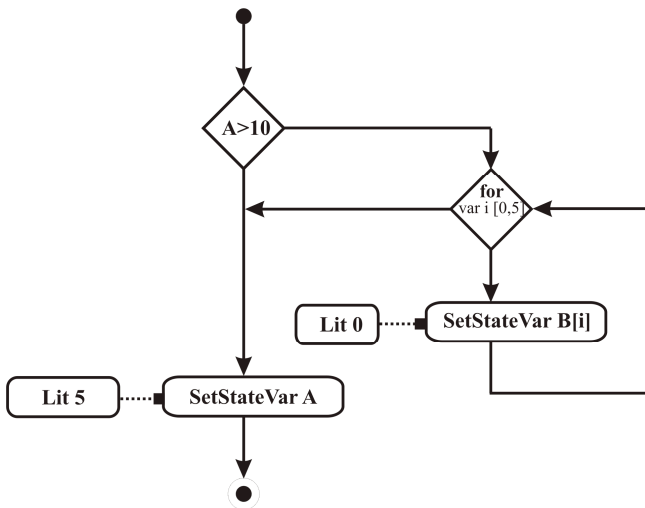 A>10
for
var i [0,5]
Lit 0
SetStateVar B[i]
Lit 5
SetStateVar A